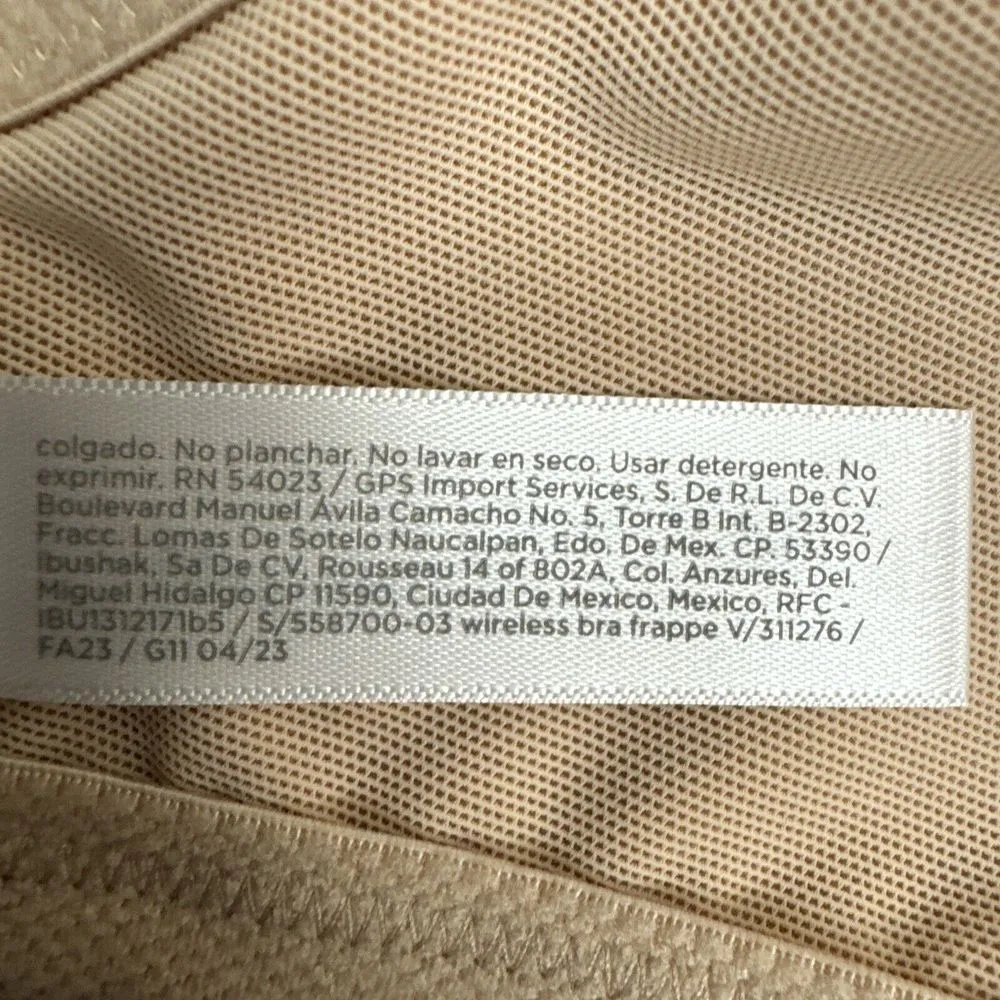 colgado. No planchar. No lavar en seco. Usar detergente. No
exprimir. RN 54023 / GPS Import Services, S. De R.L. De C.V
Boulevard Manuel Ávila Camacho No. 5, Torre B Int. B-2302,
Fracc. Lomas De Sotelo Naucalpan, Edo. De Mex. CP. 53390 /
Ibushak, Sa De CV, Rousseau 14 of 802A, Col. Anzures, Del.
Miguel Hidalgo CP 11590, Ciudad De Mexico, Mexico, RFC -
IBU1312171b5 / S/558700-03 wireless bra frappe V/311276 /
FA23 / G11 04/23